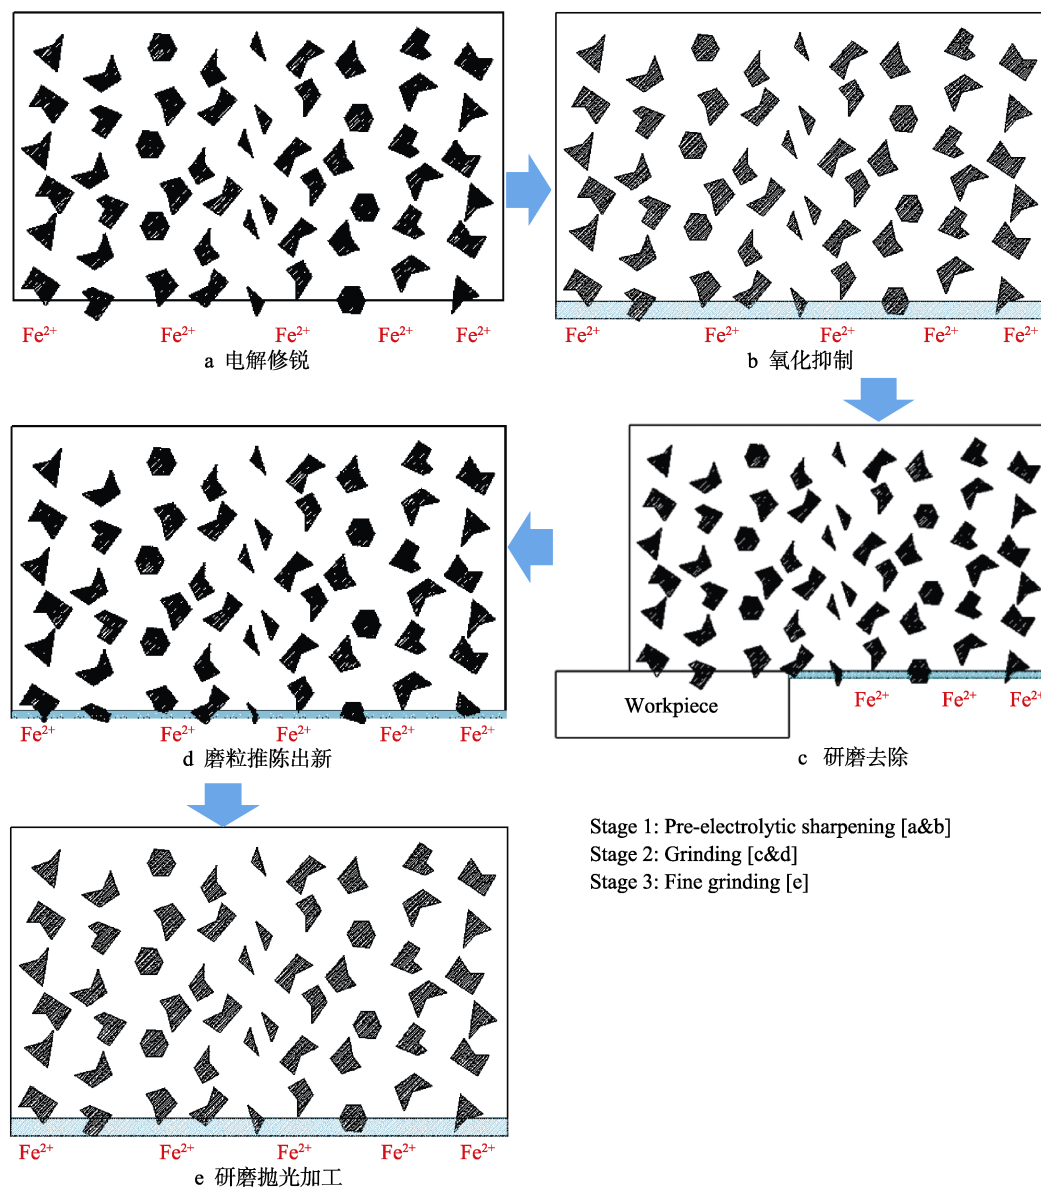 Fe²⁺ Fe²⁺ Fe²⁺ Fe²⁺ Fe²⁺
a 电解修锐
Fe²⁺ Fe²⁺ Fe²⁺ Fe²⁺ Fe²⁺
b 氧化抑制
Workpiece
Fe²⁺ Fe²⁺ Fe²⁺
c 研磨去除
Fe²⁺ Fe²⁺ Fe²⁺ Fe²⁺ Fe²⁺
d 磨粒推陈出新
Stage 1: Pre-electrolytic sharpening [a&b]
Stage 2: Grinding [c&d]
Stage 3: Fine grinding [e]
Fe²⁺ Fe²⁺ Fe²⁺ Fe²⁺ Fe²⁺
e 研磨抛光加工